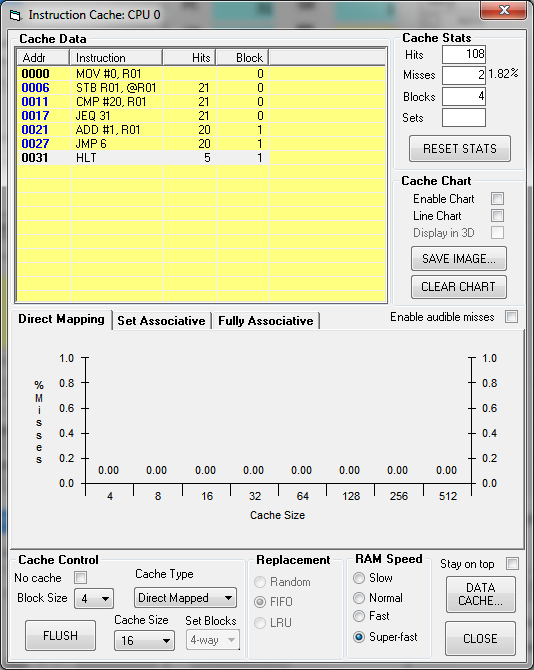 Instruction Cache: CPU 0
Cache Data
Addr Instruction Hits Block
0000 MOV #0, R01 0
0006 STB R01, @R01 21 0
0011 CMP #20, R01 21 0
0017 JEQ 31 21 0
0021 ADD #1, R01 20 1
0027 JMP 6 20 1
0031 HLT 5 1
Cache Stats
Hits 108
Misses 2 1.82%
Blocks 4
Sets
RESET STATS
Cache Chart
Enable Chart
Line Chart
Display in 3D
SAVE IMAGE...
CLEAR CHART
Direct Mapping Set Associative Fully Associative
Enable audible misses
1.0 1.0
0.8 0.8
0.6 0.6
0.4 0.4
0.2 0.2
0.0 0.0
% Misses
0.00 0.00 0.00 0.00 0.00 0.00 0.00 0.00
4 8 16 32 64 128 256 512
Cache Size
Cache Control
No cache
Block Size 4
FLUSH
Cache Type
Direct Mapped
Cache Size
16
Set Blocks
4-way
Replacement
Random
FIFO
LRU
RAM Speed
Slow
Normal
Fast
Super-fast
Stay on top
DATA
CACHE...
CLOSE